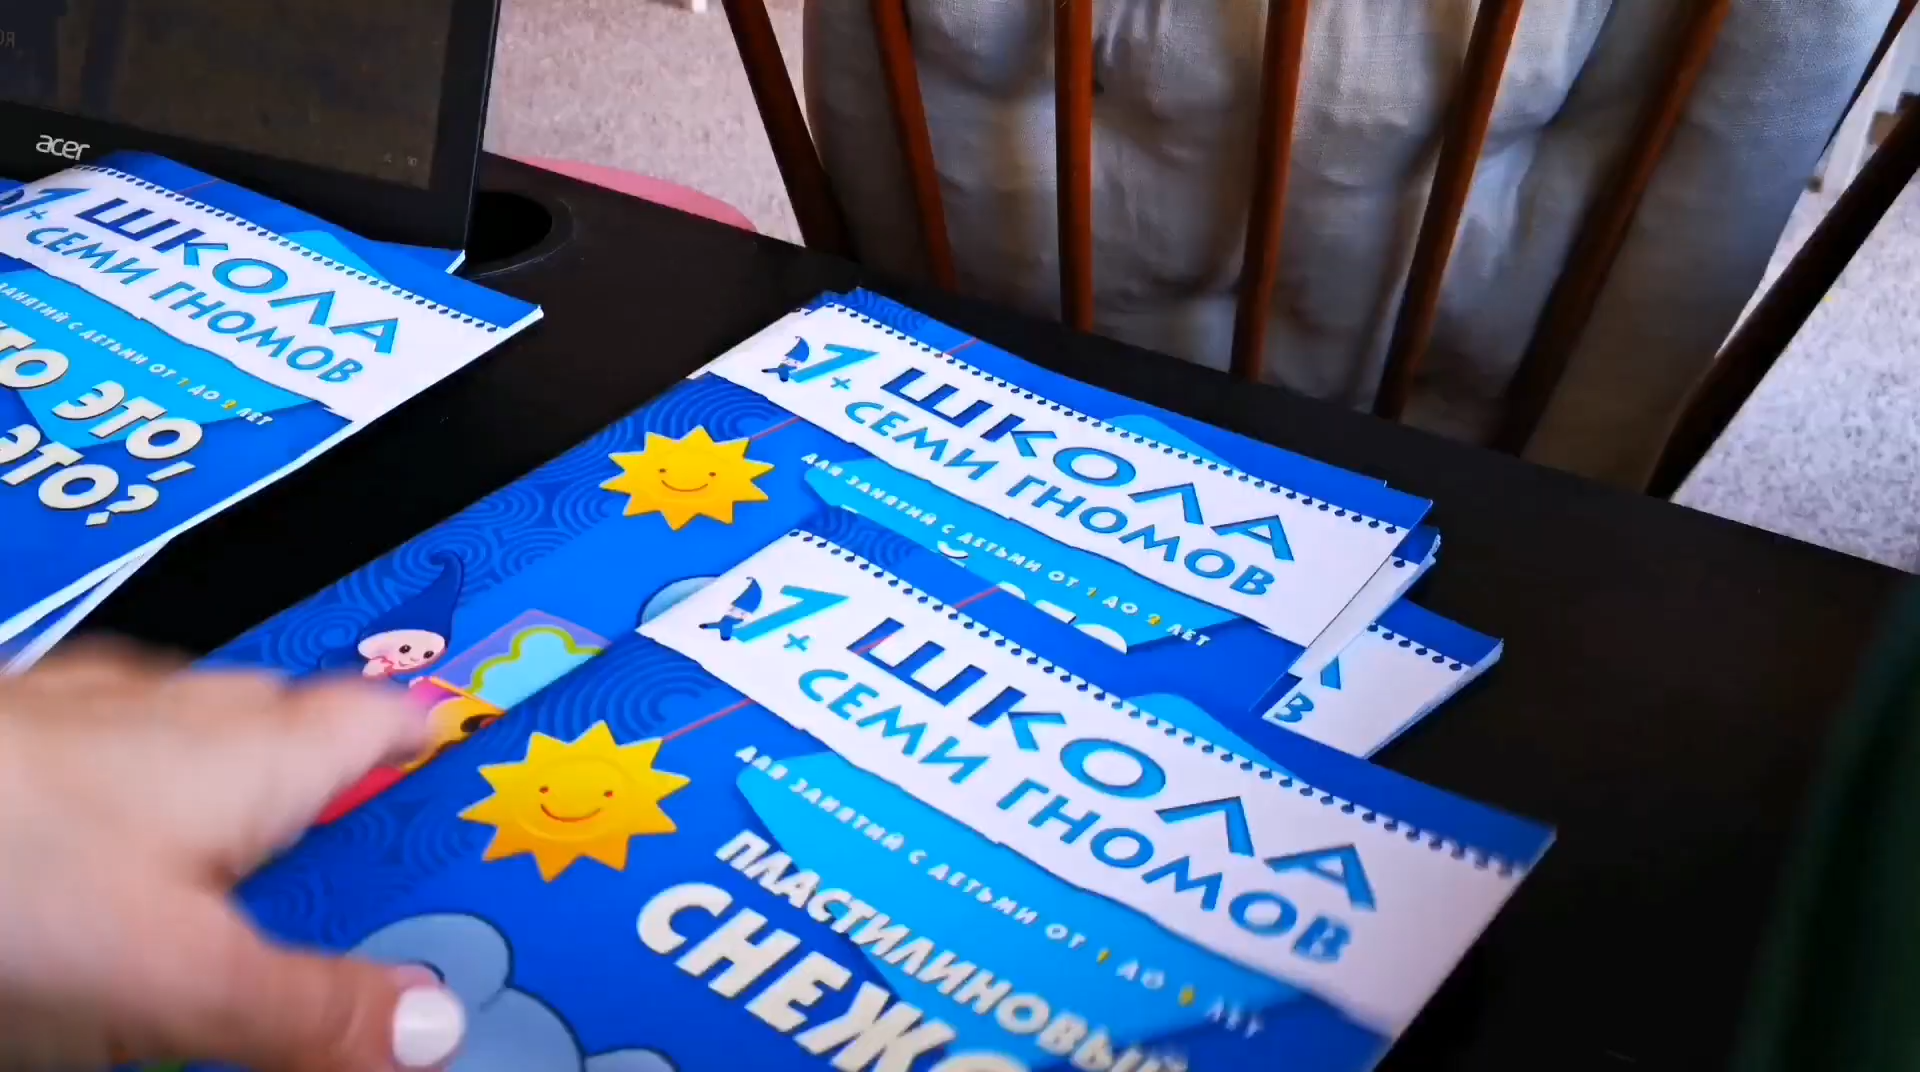 acer
1+ ШКОЛА
СЕМИ ГНОМОВ
ЗАНЯТИЙ С ДЕТЬМИ ОТ 1 ДО 2 ЛЕТ
ЭТО,
ЭТО?
1+ ШКОЛА
СЕМИ ГНОМОВ
ДЛЯ ЗАНЯТИЙ С ДЕТЬМИ ОТ 1 ДО 2 ЛЕТ
1+ ШКОЛА
СЕМИ ГНОМОВ
ДЛЯ ЗАНЯТИЙ С ДЕТЬМИ ОТ 1 ДО 2 ЛЕТ
ПЛАСТИЛИНОВЫЙ